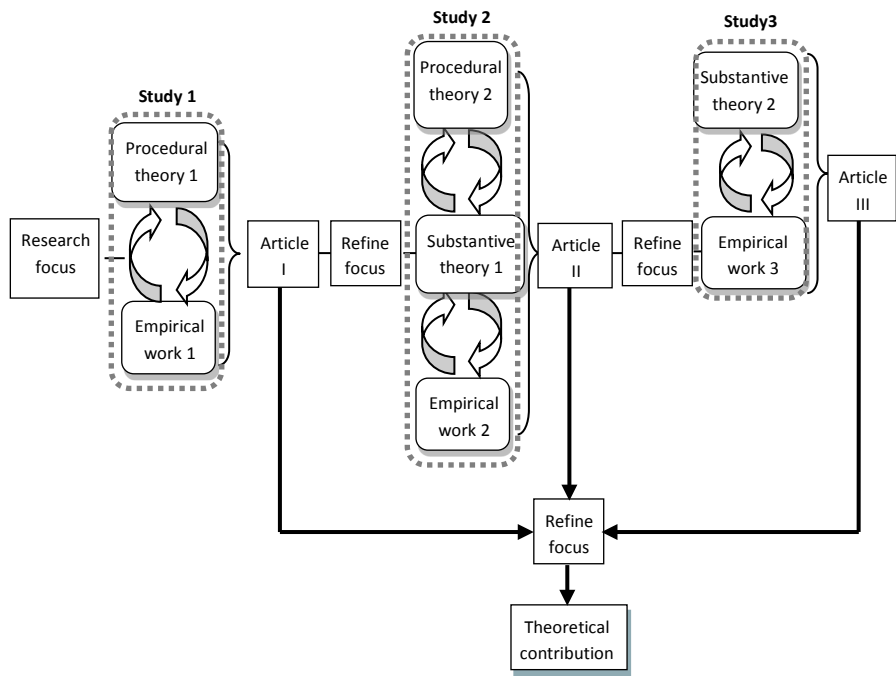 Study 1
Procedural
theory 1
Research
focus
Empirical
work 1
Article
I
Refine
focus
Study 2
Procedural
theory 2
Substantive
theory 1
Empirical
work 2
Article
II
Refine
focus
Study3
Substantive
theory 2
Empirical
work 3
Article
III
Refine
focus
Theoretical
contribution